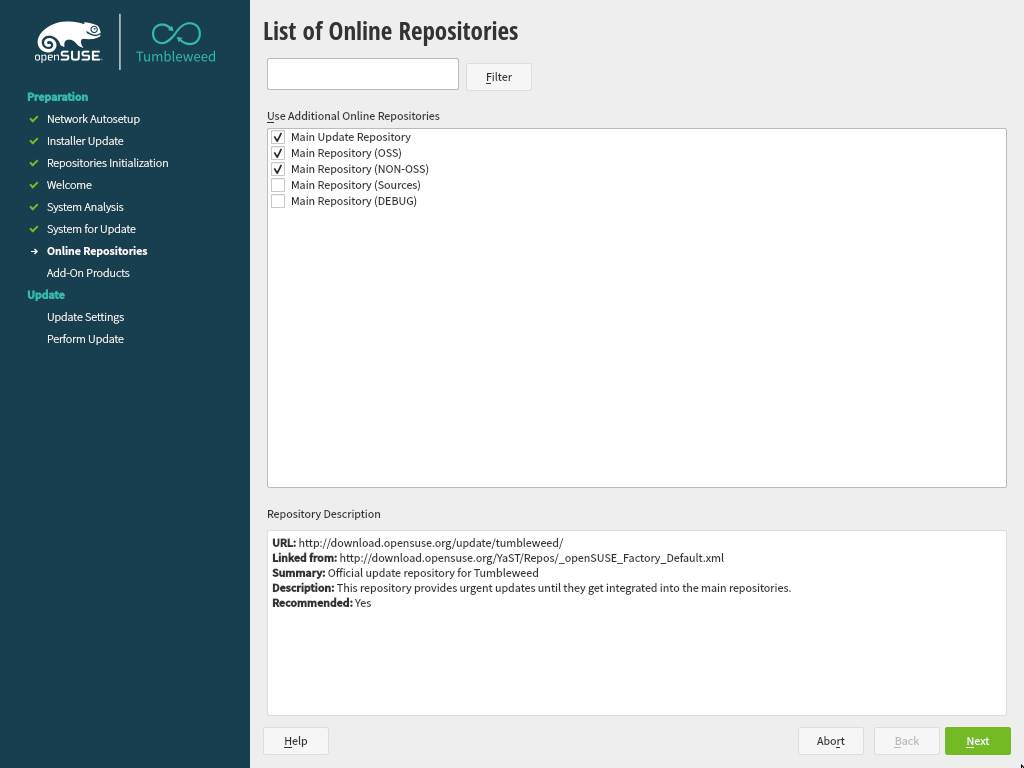 openSUSE
Tumbleweed
Preparation
Network Autosetup
Installer Update
Repositories Initialization
Welcome
System Analysis
System for Update
Online Repositories
Add-On Products
Update
Update Settings
Perform Update
List of Online Repositories
Filter
Use Additional Online Repositories
Main Update Repository
Main Repository (OSS)
Main Repository (NON-OSS)
Main Repository (Sources)
Main Repository (DEBUG)
Repository Description
URL: http://download.opensuse.org/update/tumbleweed/
Linked from: http://download.opensuse.org/YaST/Repos/_openSUSE_Factory_Default.xml
Summary: Official update repository for Tumbleweed
Description: This repository provides urgent updates until they get integrated into the main repositories.
Recommended: Yes
Help
Abort
Back
Next